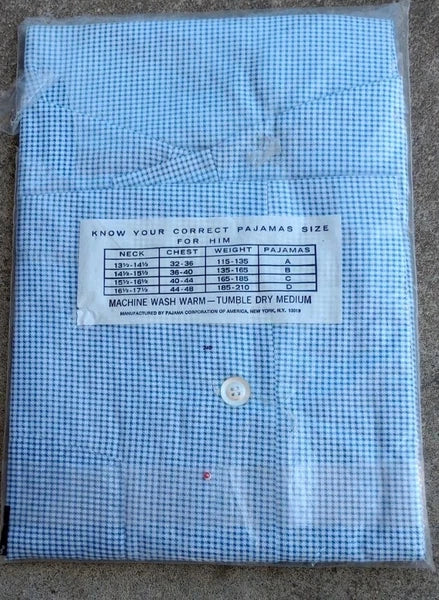 KNOW YOUR CORRECT PAJAMAS SIZE
FOR HIM
NECK CHEST WEIGHT PAJAMAS
13½-14½ 32-36 115-135 A
14½-15½ 36-40 135-165 B
15½-16½ 40-44 165-185 C
16½-17½ 44-48 185-210 D
MACHINE WASH WARM—TUMBLE DRY MEDIUM
MANUFACTURED BY PAJAMA CORPORATION OF AMERICA, NEW YORK, N.Y.